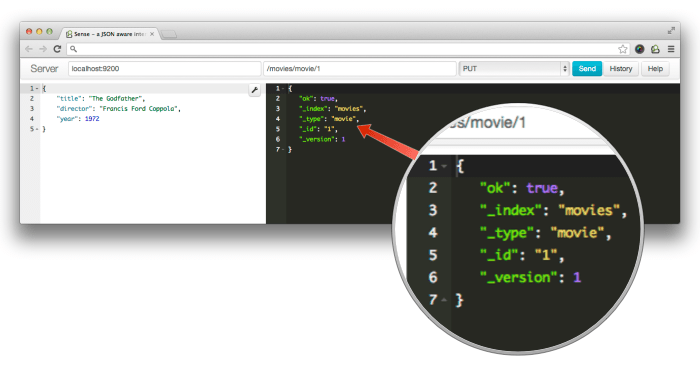 Sense – a JSON aware inte
Server localhost:9200 /movies/movie/1 PUT Send History Help
1 {
2 "title": "The Godfather",
3 "director": "Francis Ford Coppola",
4 "year": 1972
5 }
1 {
2 "ok": true,
3 "_index": "movies",
4 "_type": "movie",
5 "_id": "1",
6 "_version": 1
7 }
s/movie/1
1 {
2 "ok": true,
3 "_index": "movies",
4 "_type": "movie",
5 "_id": "1",
6 "_version": 1
7 }